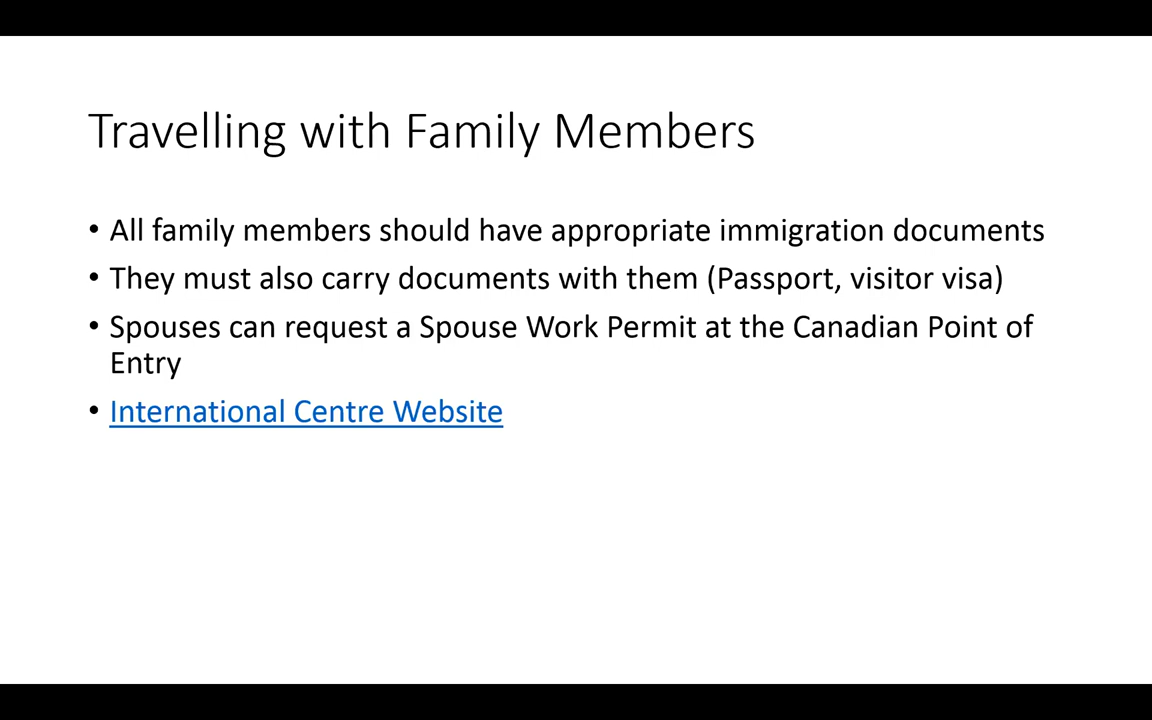 Travelling with Family Members
• All family members should have appropriate immigration documents
• They must also carry documents with them (Passport, visitor visa)
• Spouses can request a Spouse Work Permit at the Canadian Point of
Entry
• International Centre Website